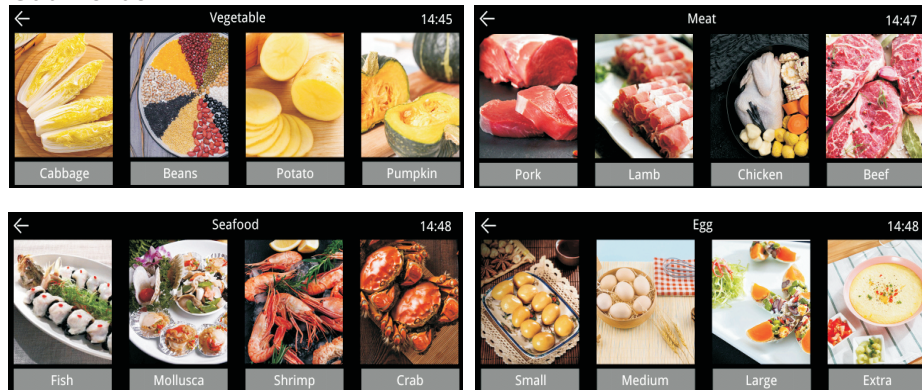 Vegetable 14:45
Cabbage Beans Potato Pumpkin
Meat 14:47
Pork Lamb Chicken Beef
Seafood 14:48
Fish Mollusca Shrimp Crab
Egg 14:48
Small Medium Large Extra